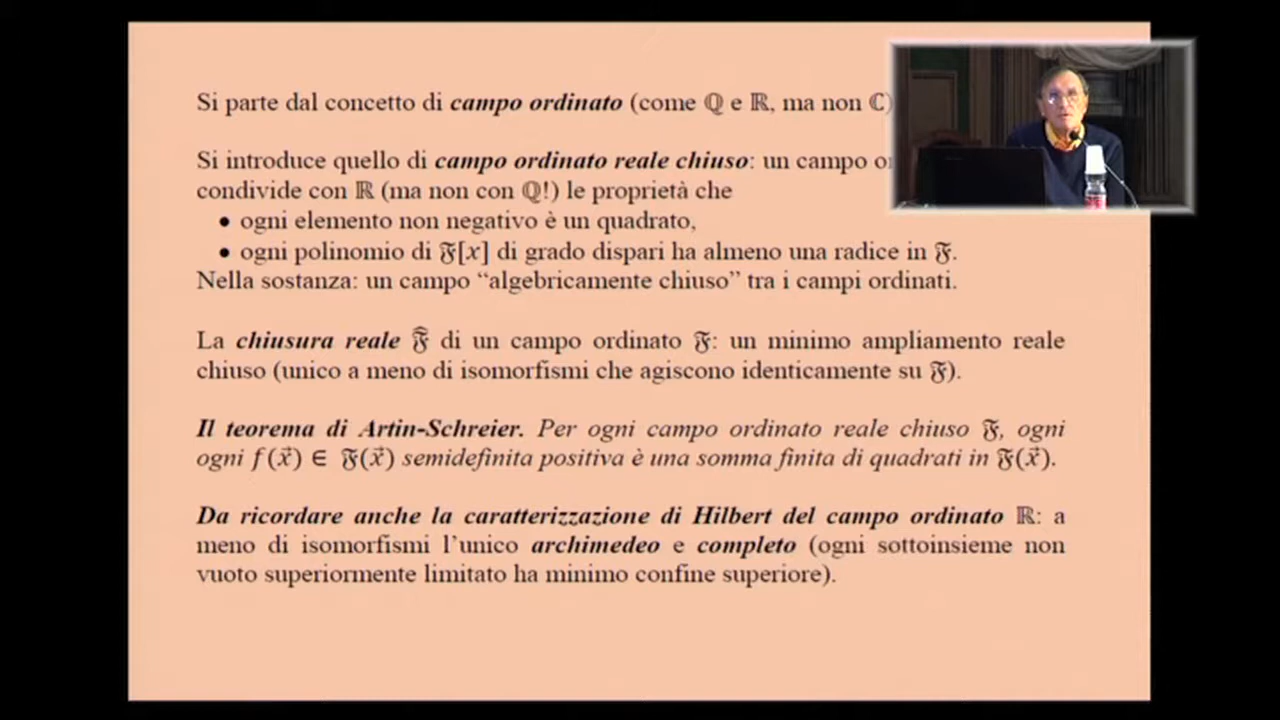 Si parte dal concetto di campo ordinato (come ℚ e ℝ, ma non ℂ)
Si introduce quello di campo ordinato reale chiuso: un campo
condivide con ℝ (ma non con ℚ!) le proprietà che
• ogni elemento non negativo è un quadrato,
• ogni polinomio di 𝔉[x] di grado dispari ha almeno una radice in 𝔉.
Nella sostanza: un campo “algebricamente chiuso” tra i campi ordinati.
La chiusura reale 𝔉̂ di un campo ordinato 𝔉: un minimo ampliamento reale
chiuso (unico a meno di isomorfismi che agiscono identicamente su 𝔉).
Il teorema di Artin-Schreier. Per ogni campo ordinato reale chiuso 𝔉, ogni
ogni f(x⃗) ∈ 𝔉(x⃗) semidefinita positiva è una somma finita di quadrati in 𝔉(x⃗).
Da ricordare anche la caratterizzazione di Hilbert del campo ordinato ℝ: a
meno di isomorfismi l’unico archimedeo e completo (ogni sottoinsieme non
vuoto superiormente limitato ha minimo confine superiore).